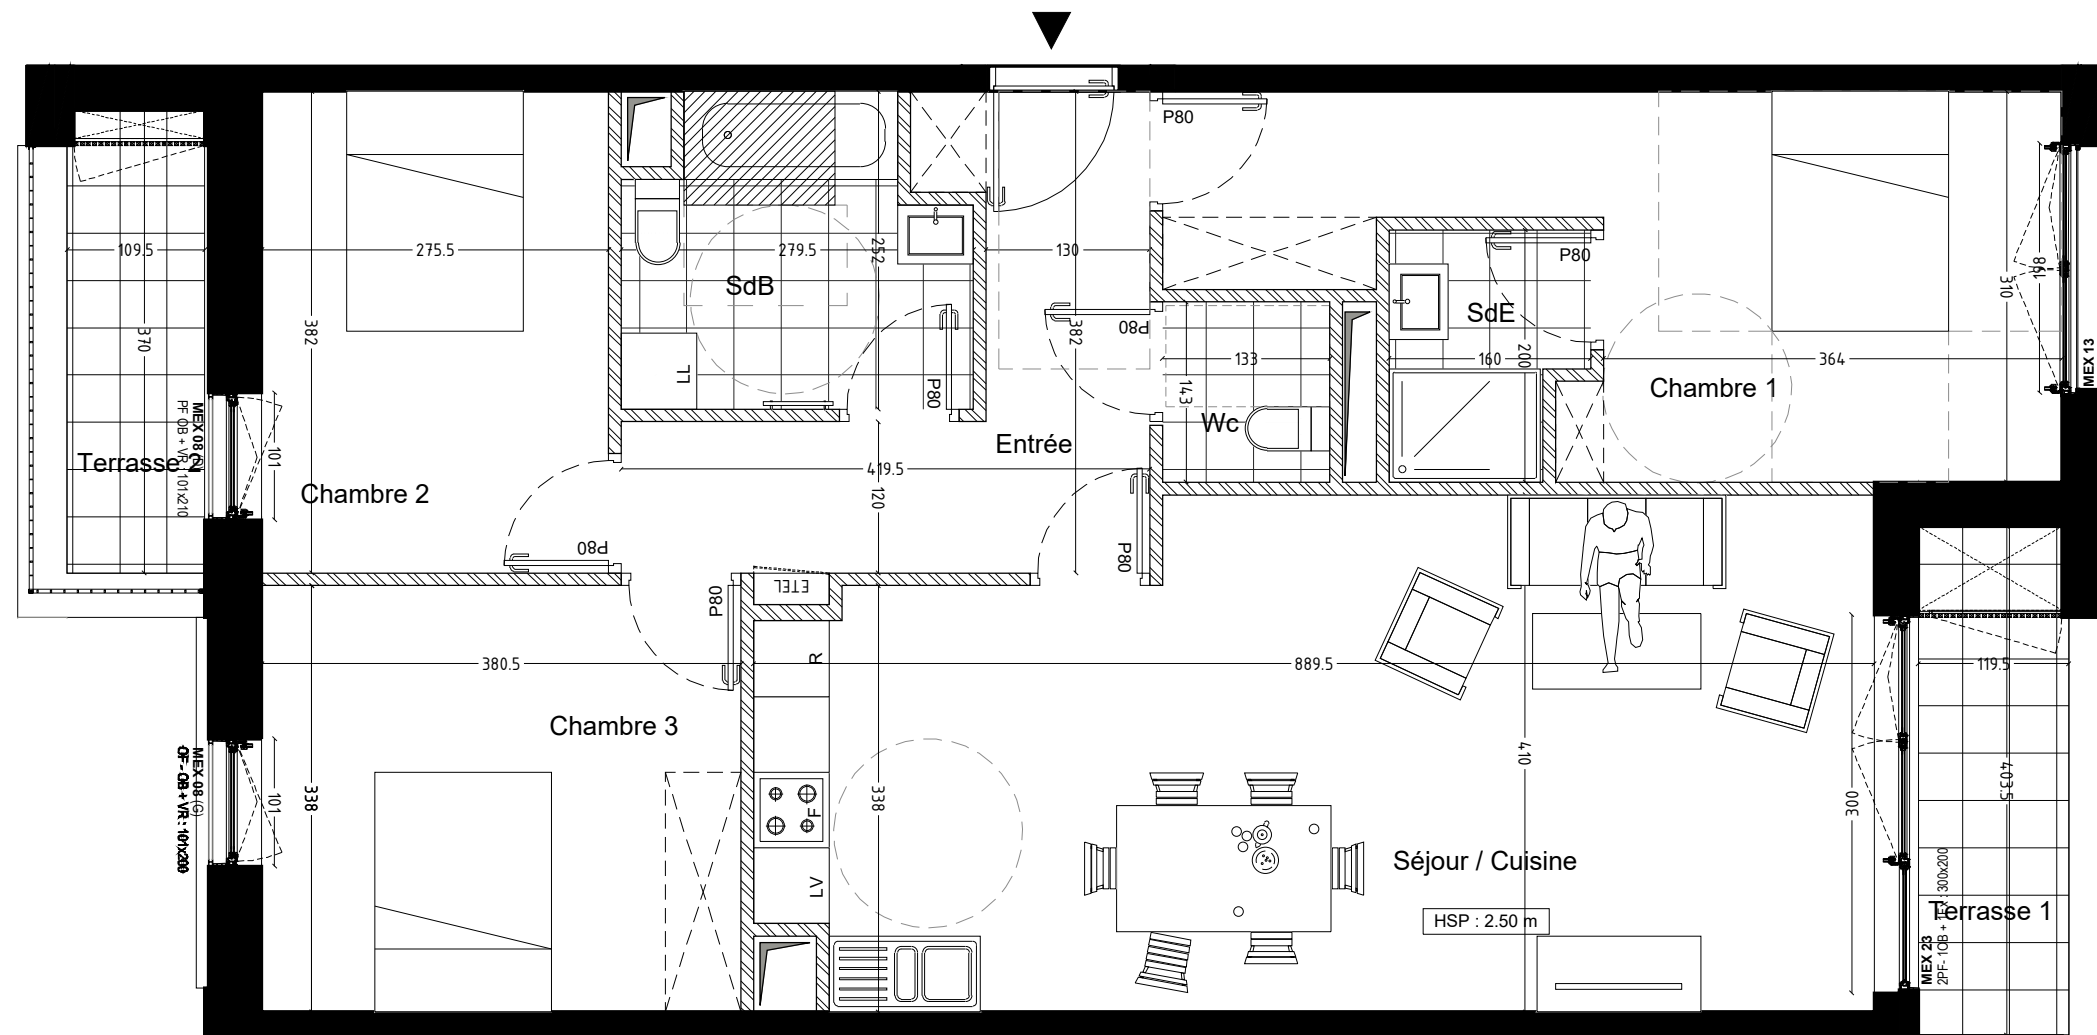 P80
109.5
275.5
279.5
252
130
SdB
P80
SdE
198
310
370
382
LL
P80
382
P80
133
143
160
200
364
Chambre 1
MEX 13
Wc
Entrée
MEX 08
PF OB + VR : 101x210
101
Terrasse 2
Chambre 2
419.5
120
P80
P80
P80
ETEL
380.5
R
889.5
119.5
Chambre 3
MEX 08 (G)
OF - OB + VR : 101x200
101
338
F
338
LV
410
300
403.5
Séjour / Cuisine
HSP : 2.50 m
Terrasse 1
MEX 23